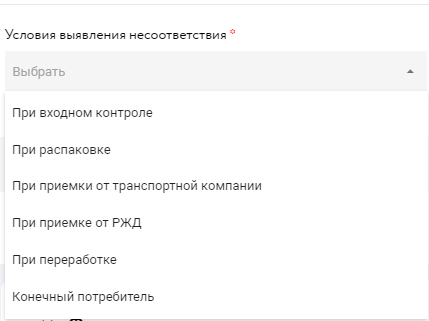 Условия выявления несоответствия *
Выбрать
При входном контроле
При распаковке
При приемки от транспортной компании
При приемке от РЖД
При переработке
Конечный потребитель